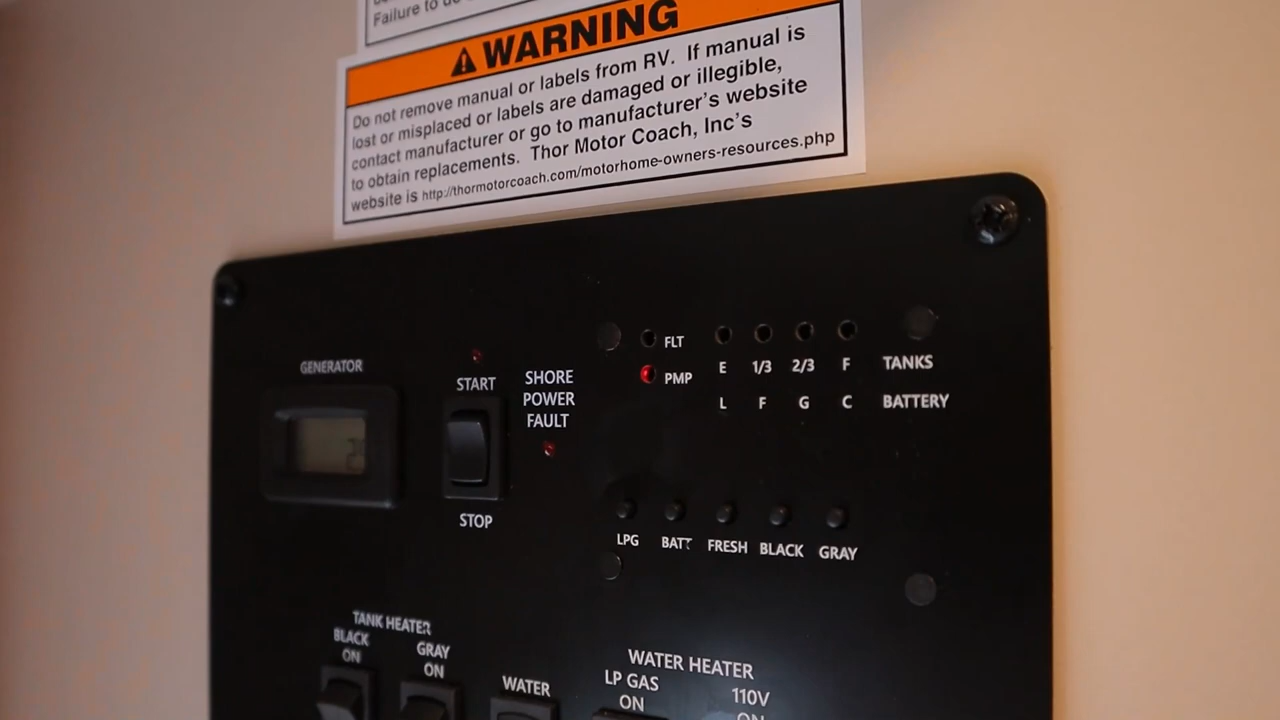 Failure to do
WARNING
Do not remove manual or labels from RV. If manual is
lost or misplaced or labels are damaged or illegible,
contact manufacturer or go to manufacturer's website
to obtain replacements. Thor Motor Coach, Inc's
website is http://thormotorcoach.com/motorhome-owners-resources.php
GENERATOR
START
STOP
SHORE
POWER
FAULT
FLT
PMP
E 1/3 2/3 F TANKS
L F G C BATTERY
LPG BATT FRESH BLACK GRAY
TANK HEATER
BLACK
ON
GRAY
ON
WATER
WATER HEATER
LP GAS
ON
110V
ON